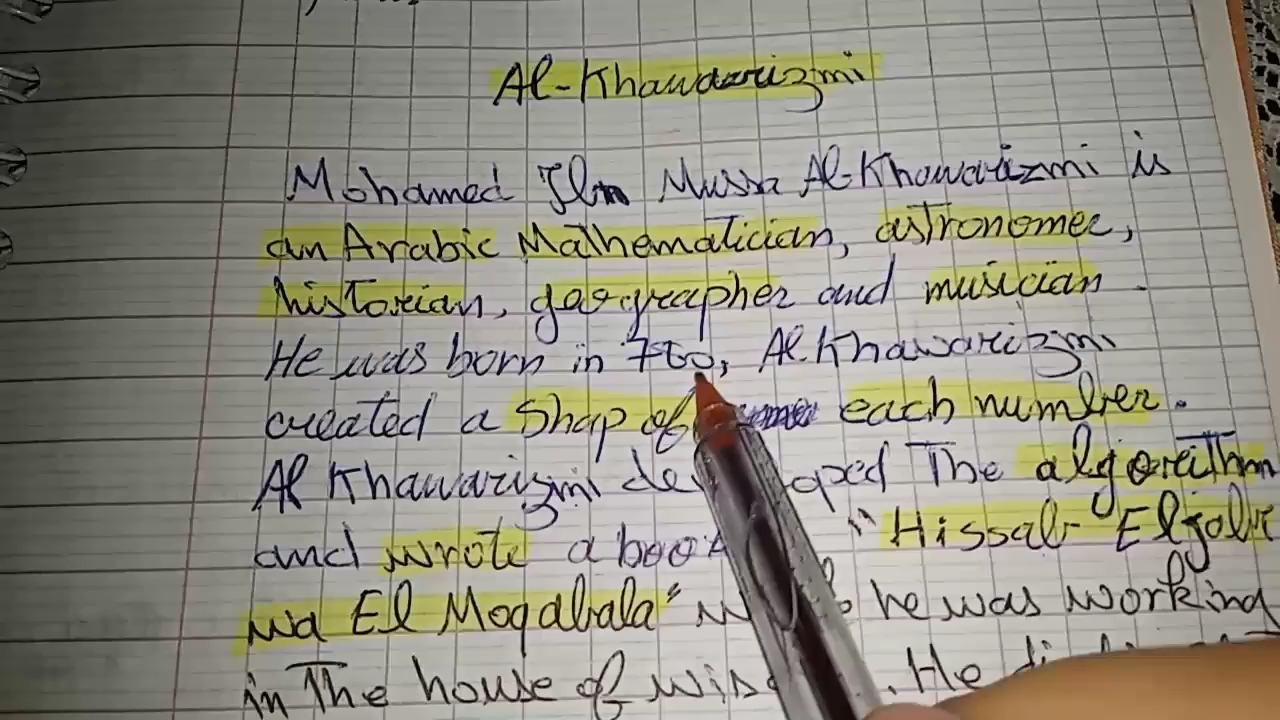 Al-Khawarizmi
Mohamed Ibn Mussa Al-Khawarizmi is
an Arabic Mathematician, astronomer,
historian, geographer and musician.
He was born in 780, Al Khawarizmi
created a Shap of each number.
Al Khawarizmi developed The algorithm
and wrote a book "Hissab Eljobr
wa El Moqabala" he was working
in The house of He